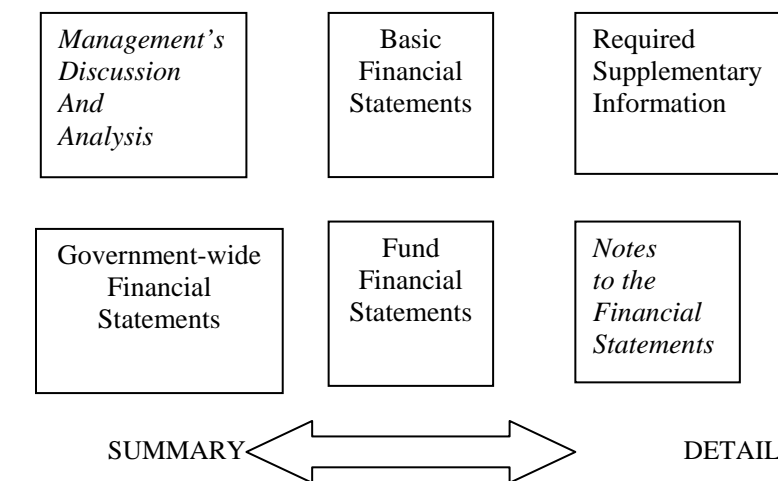 Management’s
Discussion
And
Analysis
Basic
Financial
Statements
Required
Supplementary
Information
Government-wide
Financial
Statements
Fund
Financial
Statements
Notes
to the
Financial
Statements
SUMMARY
DETAIL